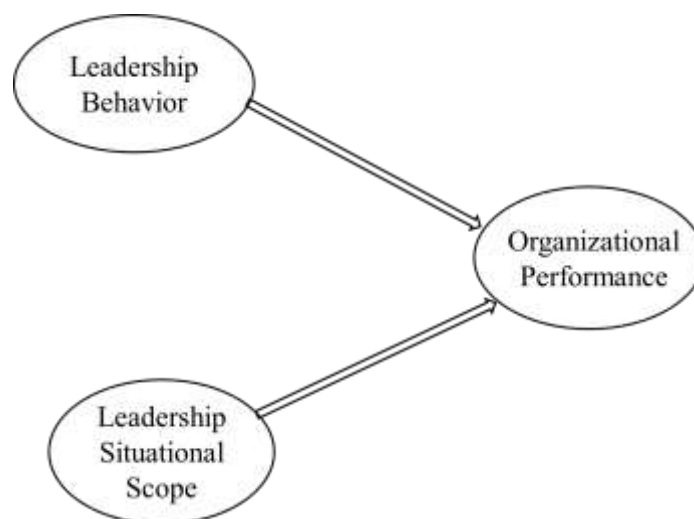 Leadership
Behavior
Organizational
Performance
Leadership
Situational
Scope